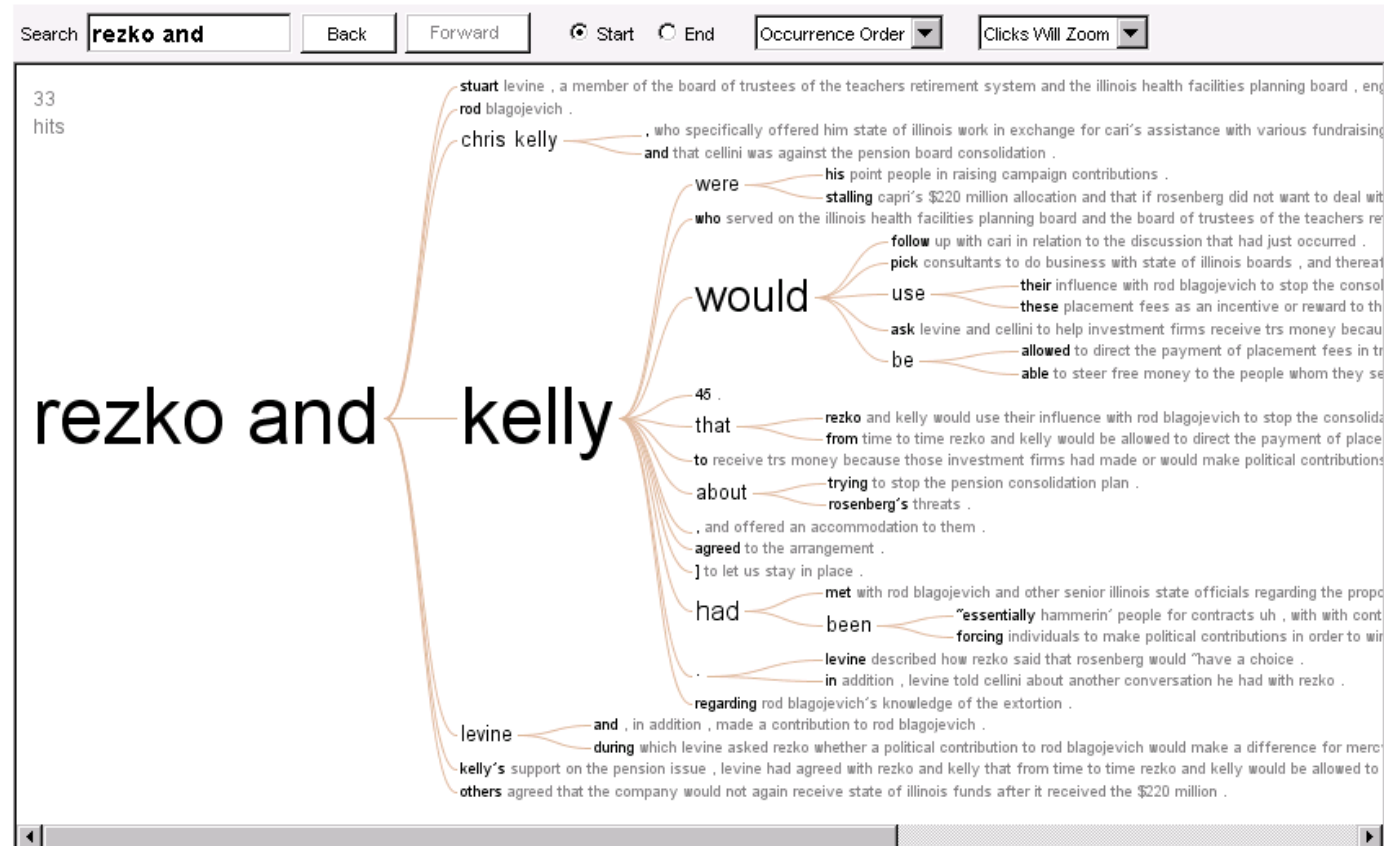 Search rezko and Back Forward Start End Occurrence Order Clicks Will Zoom
33
hits
stuart levine , a member of the board of trustees of the teachers retirement system and the illinois health facilities planning board ,
rod blagojevich .
chris kelly
, who specifically offered him state of illinois work in exchange for cari's assistance with various fundraising
and that cellini was against the pension board consolidation .
rezko and
kelly
were
his point people in raising campaign contributions .
stalling capri's $220 million allocation and that if rosenberg did not want to deal
who served on the illinois health facilities planning board and the board of trustees of the teachers
would
follow up with cari in relation to the discussion that had just occurred .
pick consultants to do business with state of illinois boards , and
use
their influence with rod blagojevich to stop the
these placement fees as an incentive or reward to
ask levine and cellini to help investment firms receive trs money
be
allowed to direct the payment of placement fees in
able to steer free money to the people whom they
45 .
that
rezko and kelly would use their influence with rod blagojevich to stop the
from time to time rezko and kelly would be allowed to direct the payment of
to receive trs money because those investment firms had made or would make political contributions
about
trying to stop the pension consolidation plan .
rosenberg's threats .
, and offered an accommodation to them .
agreed to the arrangement .
] to let us stay in place .
had
met with rod blagojevich and other senior illinois state officials regarding the
been
"essentially hammerin' people for contracts uh , with with
forcing individuals to make political contributions in order to
.
levine described how rezko said that rosenberg would "have a choice .
in addition , levine told cellini about another conversation he had with rezko .
regarding rod blagojevich's knowledge of the extortion .
levine
and , in addition , made a contribution to rod blagojevich .
during which levine asked rezko whether a political contribution to rod blagojevich would make a difference for
kelly's support on the pension issue , levine had agreed with rezko and kelly that from time to time rezko and kelly would be allowed to
others agreed that the company would not again receive state of illinois funds after it received the $220 million .